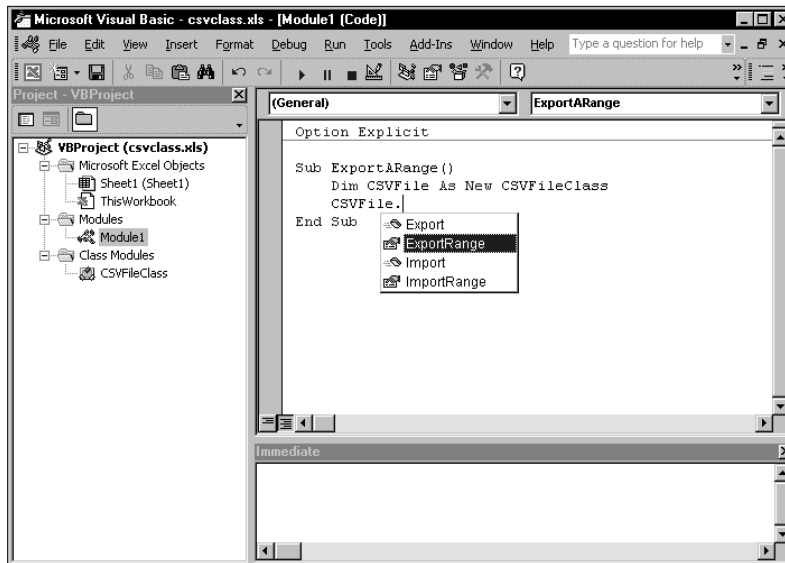 Microsoft Visual Basic - csvclass.xls - [Module1 (Code)]
File Edit View Insert Format Debug Run Tools Add-Ins Window Help Type a question for help
Project - VBProject
VBProject (csvclass.xls)
Microsoft Excel Objects
Sheet1 (Sheet1)
ThisWorkbook
Modules
Module1
Class Modules
CSVFileClass
(General) ExportARange
Option Explicit
Sub ExportARange()
Dim CSVFile As New CSVFileClass
CSVFile.
End Sub
Export
ExportRange
Import
ImportRange
Immediate